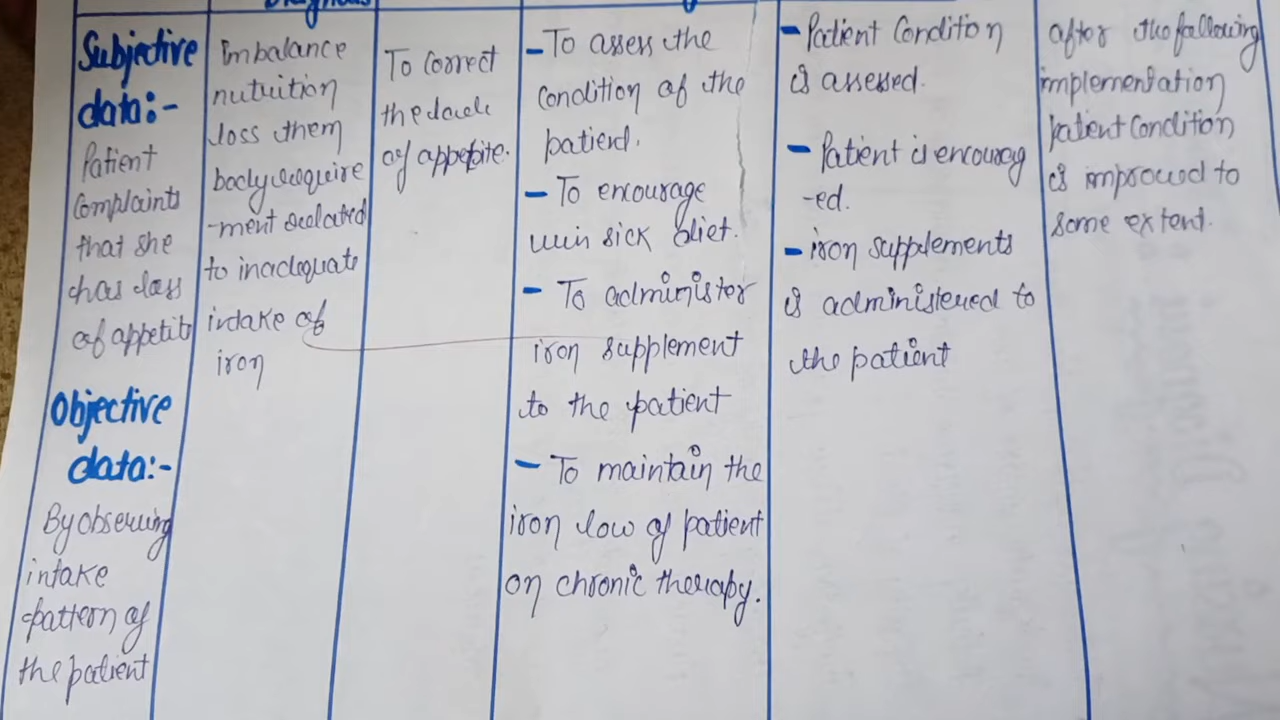 Diagnosis
Subjective
data:-
Patient
Complaints
that she
has loss
of appetite
Objective
data:-
By observing
intake
pattern of
the patient
imbalance
nutrition
loss them
body require
-ment related
to inadequate
intake of
iron
To correct
the lack
of appetite.
- To assess the
condition of the
patient.
- To encourage
sick diet.
- To administer
iron supplement
to the patient
- To maintain the
iron low of patient
on chronic therapy.
- Patient Condition
is assessed.
- Patient is encourag
-ed.
- iron supplements
is administered to
the patient
after the following
implementation
patient Condition
is improved to
some extent.